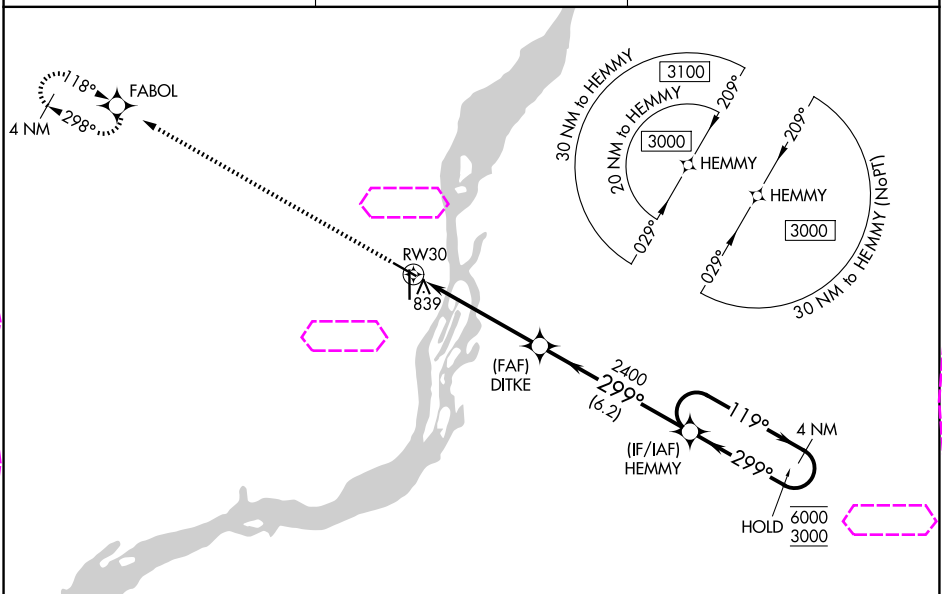 118°
298°
4 NM
FABOL
30 NM to HEMMY
3100
209°
20 NM to HEMMY
3000
HEMMY
029°
209°
HEMMY
3000
029°
30 NM to HEMMY (NoPT)
RW30
839
(FAF)
DITKE
2400
299°
(6.2)
(IF/IAF)
HEMMY
119°
4 NM
299°
HOLD
6000
3000